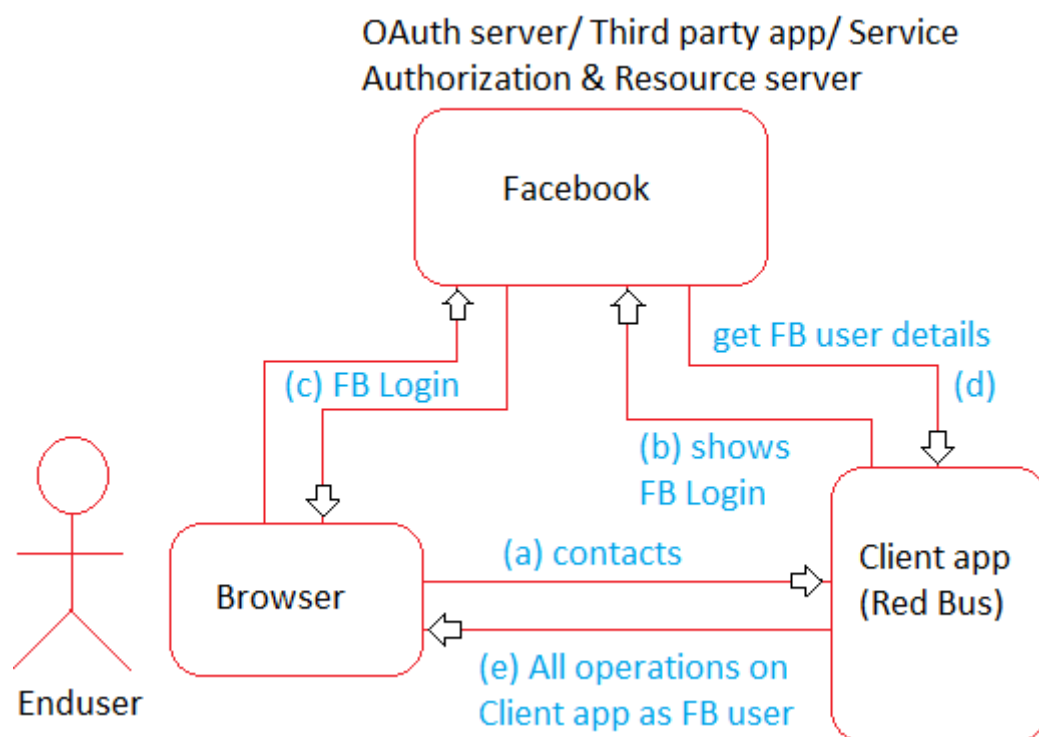 OAuth server/ Third party app/ Service
Authorization & Resource server
Facebook
get FB user details
(d)
(c) FB Login
(b) shows
FB Login
(a) contacts
Client app
(Red Bus)
Browser
(e) All operations on
Client app as FB user
Enduser